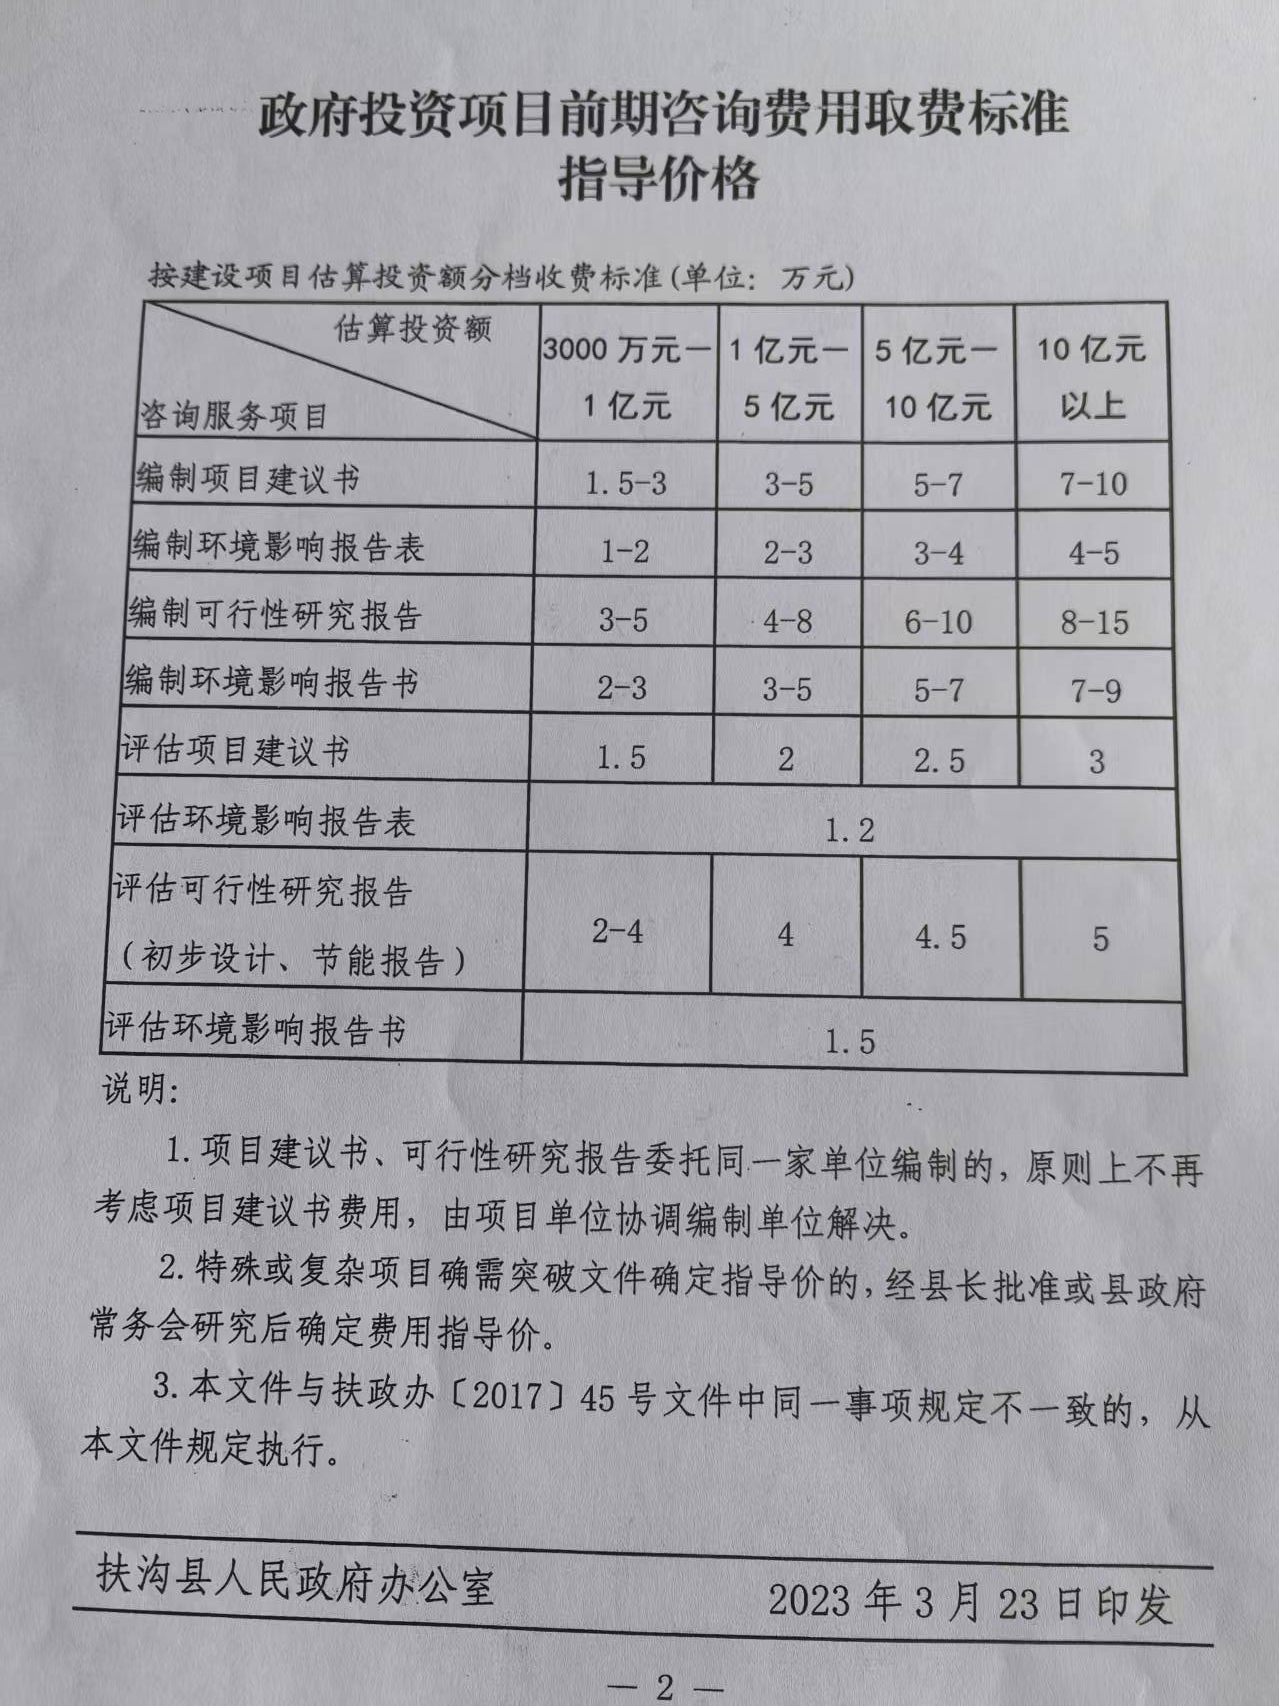 政府投资项目前期咨询费用取费标准
指导价格
按建设项目估算投资额分档收费标准(单位：万元)
估算投资额
咨询服务项目
3000 万元一
1 亿元
1 亿元一
5 亿元
5 亿元一
10 亿元
10 亿元
以上
编制项目建议书 1.5-3 3-5 5-7 7-10
编制环境影响报告表 1-2 2-3 3-4 4-5
编制可行性研究报告 3-5 4-8 6-10 8-15
编制环境影响报告书 2-3 3-5 5-7 7-9
评估项目建议书 1.5 2 2.5 3
评估环境影响报告表 1.2
评估可行性研究报告
（初步设计、节能报告） 2-4 4 4.5 5
评估环境影响报告书 1.5
说明：
1.项目建议书、可行性研究报告委托同一家单位编制的，原则上不再
考虑项目建议书费用，由项目单位协调编制单位解决。
2.特殊或复杂项目确需突破文件确定指导价的，经县长批准或县政府
常务会研究后确定费用指导价。
3.本文件与扶政办〔2017〕45 号文件中同一事项规定不一致的，从
本文件规定执行。
扶沟县人民政府办公室 2023 年 3 月 23 日印发
— 2 —